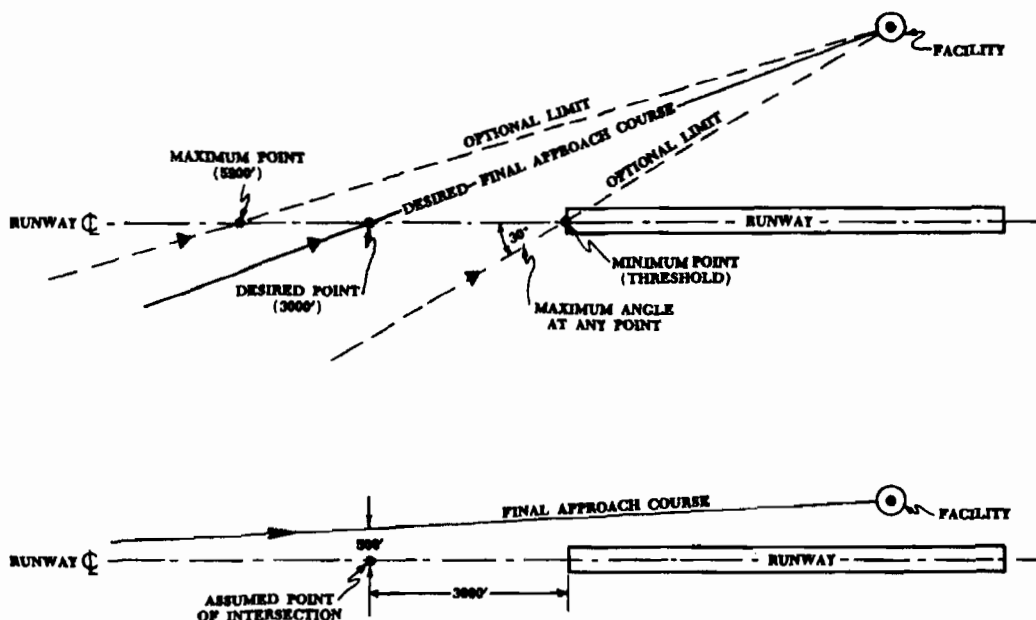 FACILITY
OPTIONAL LIMIT
DESIRED FINAL APPROACH COURSE
OPTIONAL LIMIT
MAXIMUM POINT
(5200')
RUNWAY ℄
RUNWAY
30°
MINIMUM POINT
(THRESHOLD)
DESIRED POINT
(3000')
MAXIMUM ANGLE
AT ANY POINT
FINAL APPROACH COURSE
FACILITY
500'
RUNWAY ℄
RUNWAY
3000'
ASSUMED POINT
OF INTERSECTION